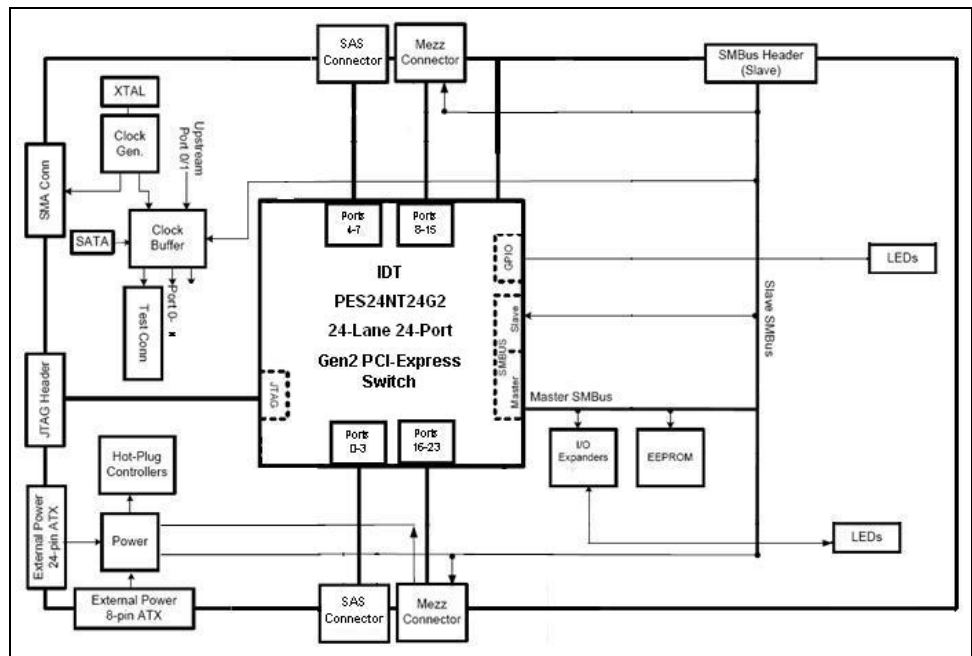 SAS
Connector
Mezz
Connector
SMBus Header
(Slave)
XTAL
Clock
Gen.
Upstream
Port 0/1
SMA Conn
SATA
Clock
Buffer
Port 0-
Test Conn
Ports
4-7
Ports
8-15
GPIO
LEDs
IDT
PES24NT24G2
24-Lane 24-Port
Gen2 PCI-Express
Switch
SMBUS
Slave
Master
Slave SMBus
JTAG Header
JTAG
Master SMBus
Ports
0-3
Ports
16-23
I/O
Expanders
EEPROM
Hot-Plug
Controllers
External Power
24-pin ATX
Power
LEDs
External Power
8-pin ATX
SAS
Connector
Mezz
Connector